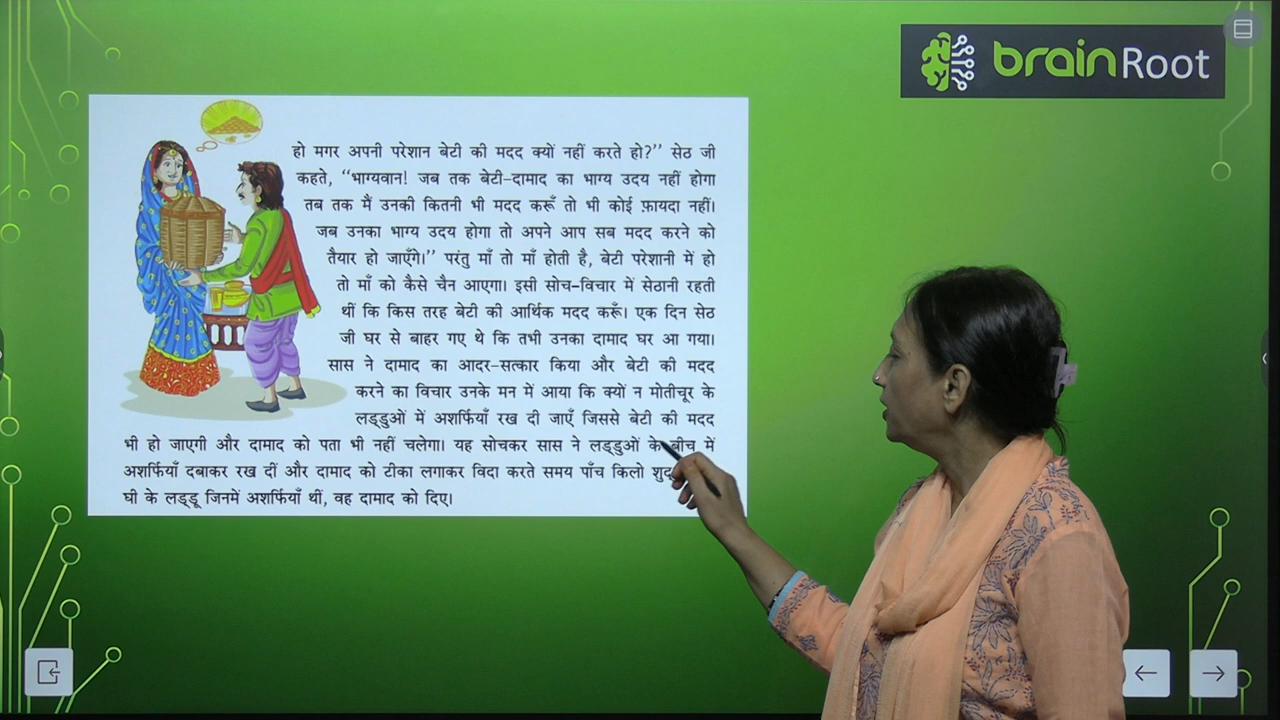 brainRoot
हो मगर अपनी परेशान बेटी की मदद क्यों नहीं करते हो?’’ सेठ जी
कहते, ‘‘भाग्यवान! जब तक बेटी-दामाद का भाग्य उदय नहीं होगा
तब तक मैं उनकी कितनी भी मदद करूँ तो भी कोई फ़ायदा नहीं।
जब उनका भाग्य उदय होगा तो अपने आप सब मदद करने को
तैयार हो जाएँगे।’’ परंतु माँ तो माँ होती है, बेटी परेशानी में हो
तो माँ को कैसे चैन आएगा। इसी सोच-विचार में सेठानी रहती
थीं कि किस तरह बेटी की आर्थिक मदद करूँ। एक दिन सेठ
जी घर से बाहर गए थे कि तभी उनका दामाद घर आ गया।
सास ने दामाद का आदर-सत्कार किया और बेटी की मदद
करने का विचार उनके मन में आया कि क्यों न मोतीचूर के
लड्डुओं में अशर्फियाँ रख दी जाएँ जिससे बेटी की मदद
भी हो जाएगी और दामाद को पता भी नहीं चलेगा। यह सोचकर सास ने लड्डुओं के बीच में
अशर्फियाँ दबाकर रख दीं और दामाद को टीका लगाकर विदा करते समय पाँच किलो
घी के लड्डू जिनमें अशर्फियाँ थीं, वह दामाद को दिए।